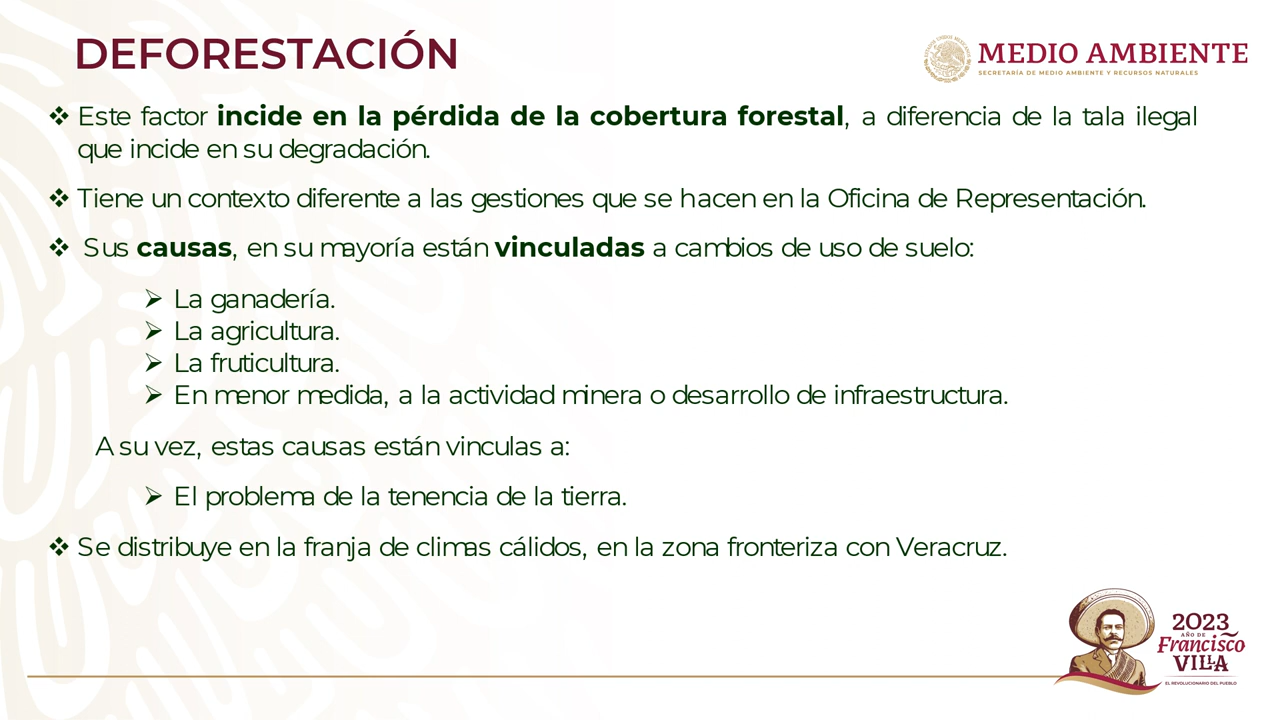 DEFORESTACIÓN
MEDIO AMBIENTE
SECRETARÍA DE MEDIO AMBIENTE Y RECURSOS NATURALES
❖ Este factor incide en la pérdida de la cobertura forestal, a diferencia de la tala ilegal
que incide en su degradación.
❖ Tiene un contexto diferente a las gestiones que se hacen en la Oficina de Representación.
❖ Sus causas, en su mayoría están vinculadas a cambios de uso de suelo:
➢ La ganadería.
➢ La agricultura.
➢ La fruticultura.
➢ En menor medida, a la actividad minera o desarrollo de infraestructura.
A su vez, estas causas están vinculas a:
➢ El problema de la tenencia de la tierra.
❖ Se distribuye en la franja de climas cálidos, en la zona fronteriza con Veracruz.
2023
AÑO DE
Francisco
VILLA
EL REVOLUCIONARIO DEL PUEBLO